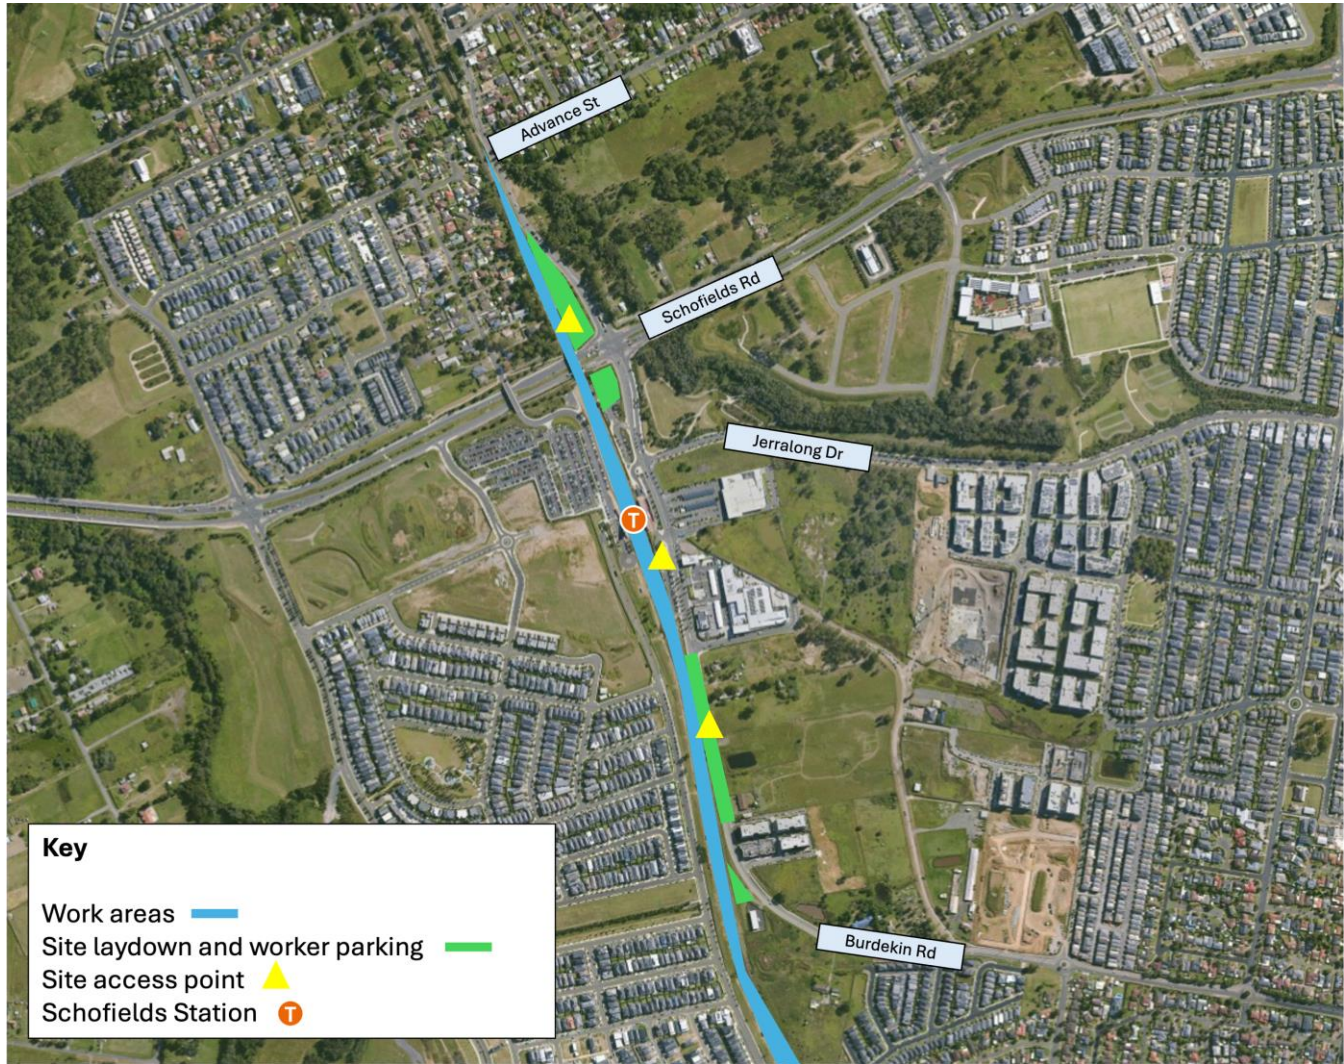 Advance St
Schofields Rd
Jerralong Dr
T
Burdekin Rd
Key
Work areas
Site laydown and worker parking
Site access point
Schofields Station T